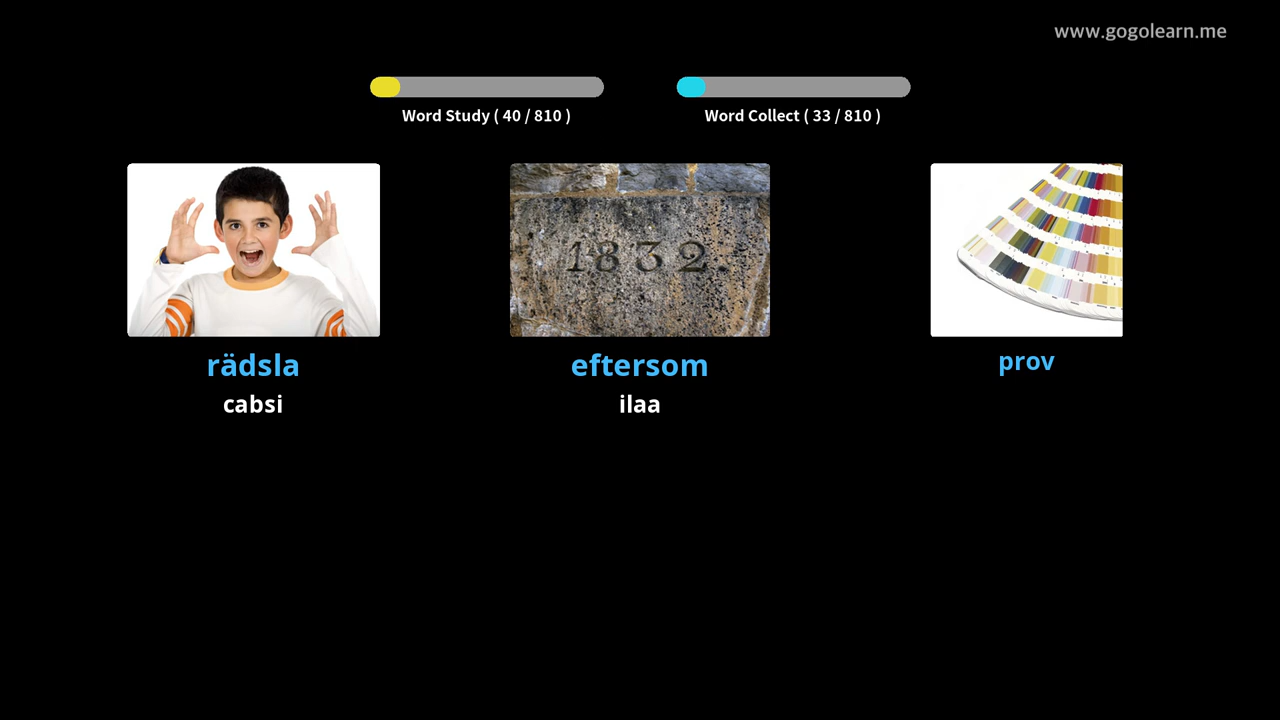 www.gogolearn.me
Word Study ( 40 / 810 )
Word Collect ( 33 / 810 )
1832
rädsla
eftersom
prov
cabsi
ilaa